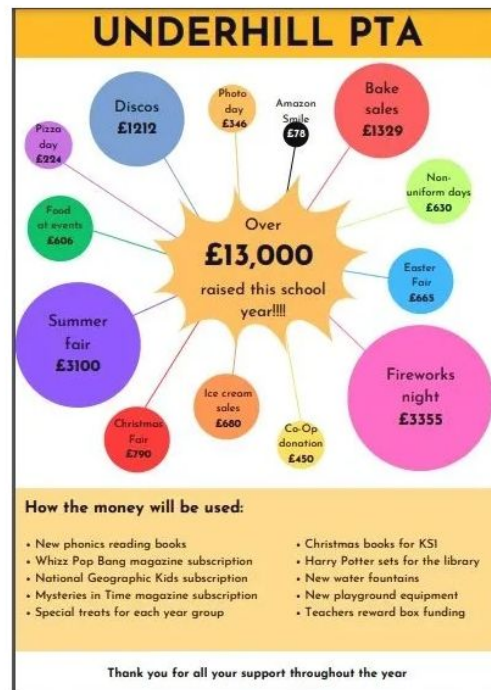 UNDERHILL PTA
Discos
£1212
Photo
day
£346
Amazon
Smile
£78
Bake
sales
£1329
Pizza
day
£224
Non-
uniform days
£630
Food
at events
£606
Over
£13,000
raised this school
year!!!!
Easter
Fair
£665
Summer
fair
£3100
Fireworks
night
£3355
Ice cream
sales
£680
Christmas
Fair
£790
Co-Op
donation
£450
How the money will be used:
• New phonics reading books
• Whizz Pop Bang magazine subscription
• National Geographic Kids subscription
• Mysteries in Time magazine subscription
• Special treats for each year group
• Christmas books for KS1
• Harry Potter sets for the library
• New water fountains
• New playground equipment
• Teachers reward box funding
Thank you for all your support throughout the year